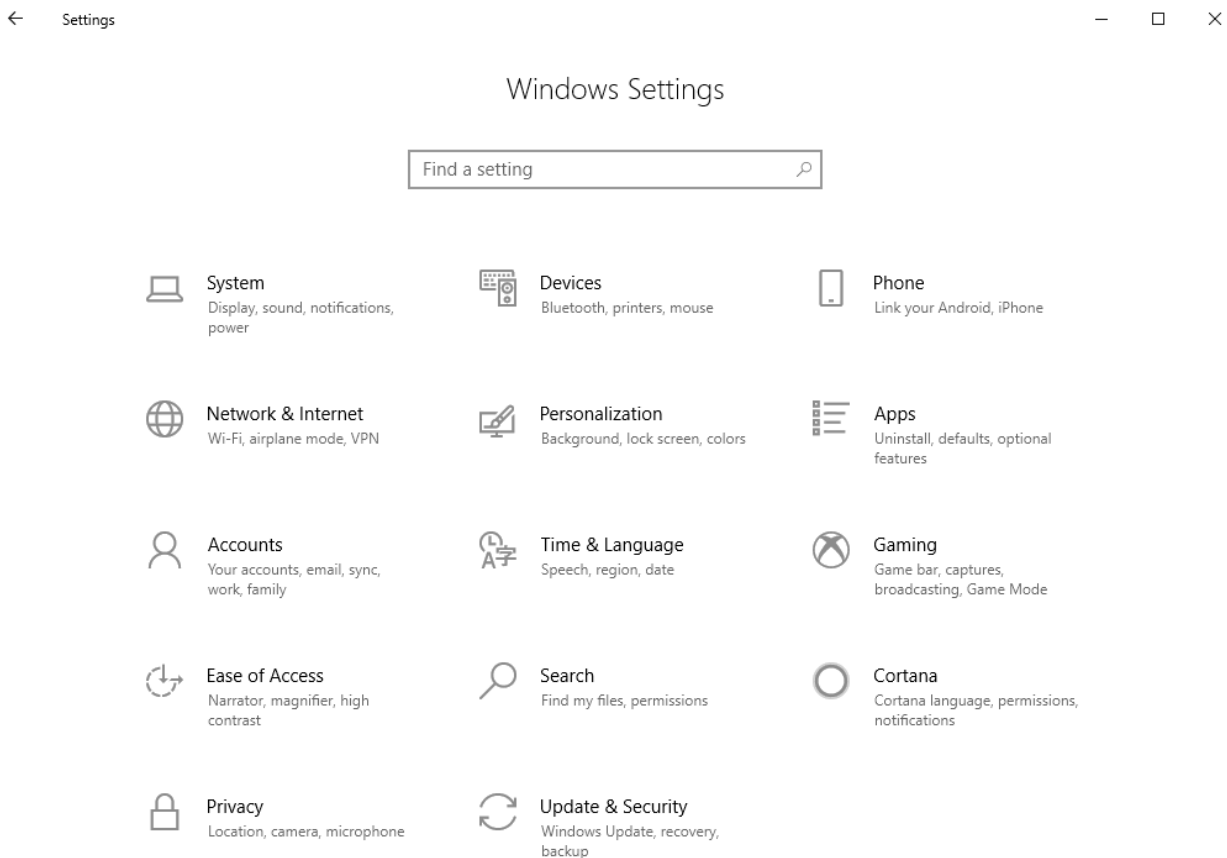 Settings
Windows Settings
Find a setting
System
Display, sound, notifications,
power
Devices
Bluetooth, printers, mouse
Phone
Link your Android, iPhone
Network & Internet
Wi-Fi, airplane mode, VPN
Personalization
Background, lock screen, colors
Apps
Uninstall, defaults, optional
features
Accounts
Your accounts, email, sync,
work, family
Time & Language
Speech, region, date
Gaming
Game bar, captures,
broadcasting, Game Mode
Ease of Access
Narrator, magnifier, high
contrast
Search
Find my files, permissions
Cortana
Cortana language, permissions,
notifications
Privacy
Location, camera, microphone
Update & Security
Windows Update, recovery,
backup